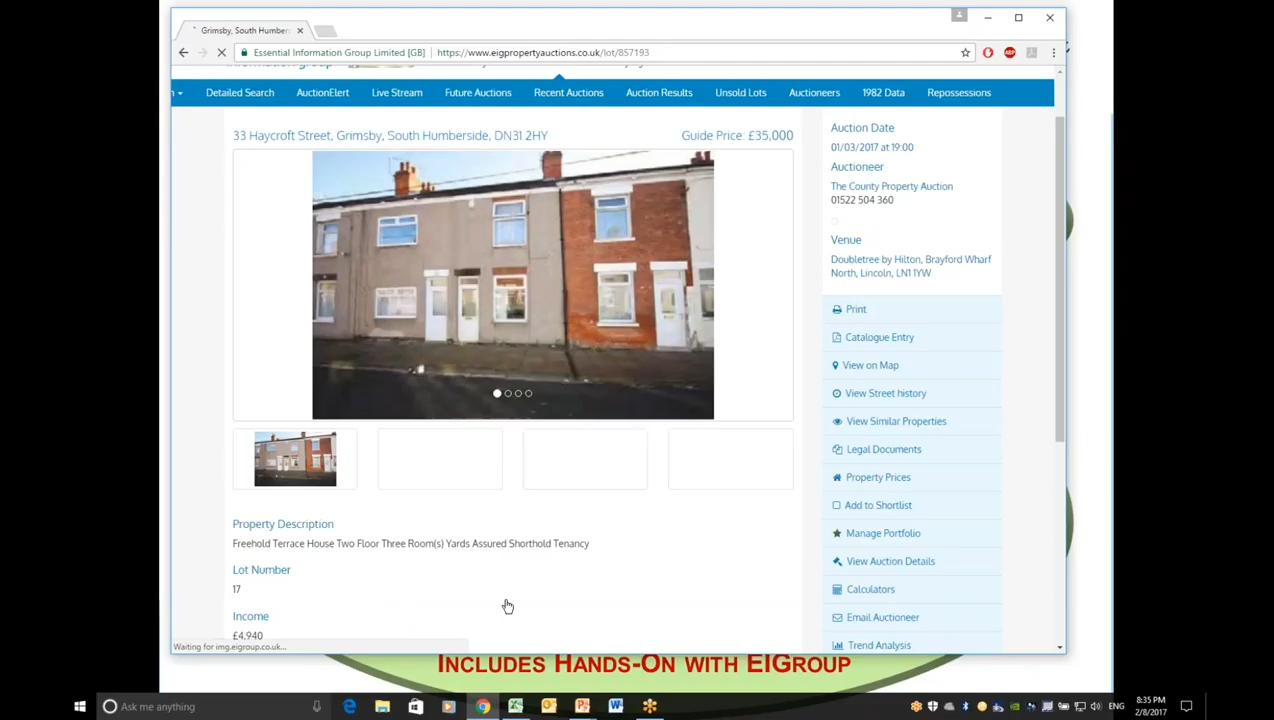 Grimsby, South Humber
Essential Information Group Limited [GB] https://www.eigpropertyauctions.co.uk/lot/857193
Detailed Search AuctionElert Live Stream Future Auctions Recent Auctions Auction Results Unsold Lots Auctioneers 1982 Data Repossessions
33 Haycroft Street, Grimsby, South Humberside, DN31 2HY Guide Price: £35,000
Auction Date
01/03/2017 at 19:00
Auctioneer
The County Property Auction
01522 504 360
Venue
Doubletree by Hilton, Brayford Wharf
North, Lincoln, LN1 1YW
Print
Catalogue Entry
View on Map
View Street history
View Similar Properties
Legal Documents
Property Prices
Add to Shortlist
Manage Portfolio
View Auction Details
Calculators
Email Auctioneer
Trend Analysis
Property Description
Freehold Terrace House Two Floor Three Room(s) Yards Assured Shorthold Tenancy
Lot Number
17
Income
£4,940
Waiting for img.eigroup.co.uk...
INCLUDES HANDS-ON WITH EIGROUP
Ask me anything
ENG
8:35 PM
2/8/2017